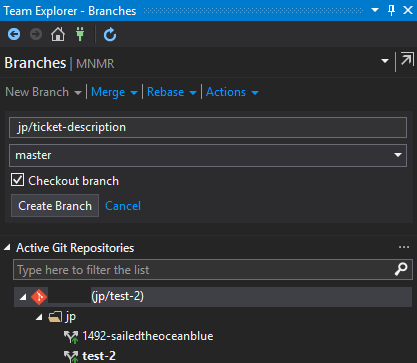 Team Explorer - Branches
Branches | MNMR
New Branch | Merge | Rebase | Actions
jp/ticket-description
master
Checkout branch
Create Branch Cancel
Active Git Repositories
Type here to filter the list
(jp/test-2)
jp
1492-sailedtheoceanblue
test-2